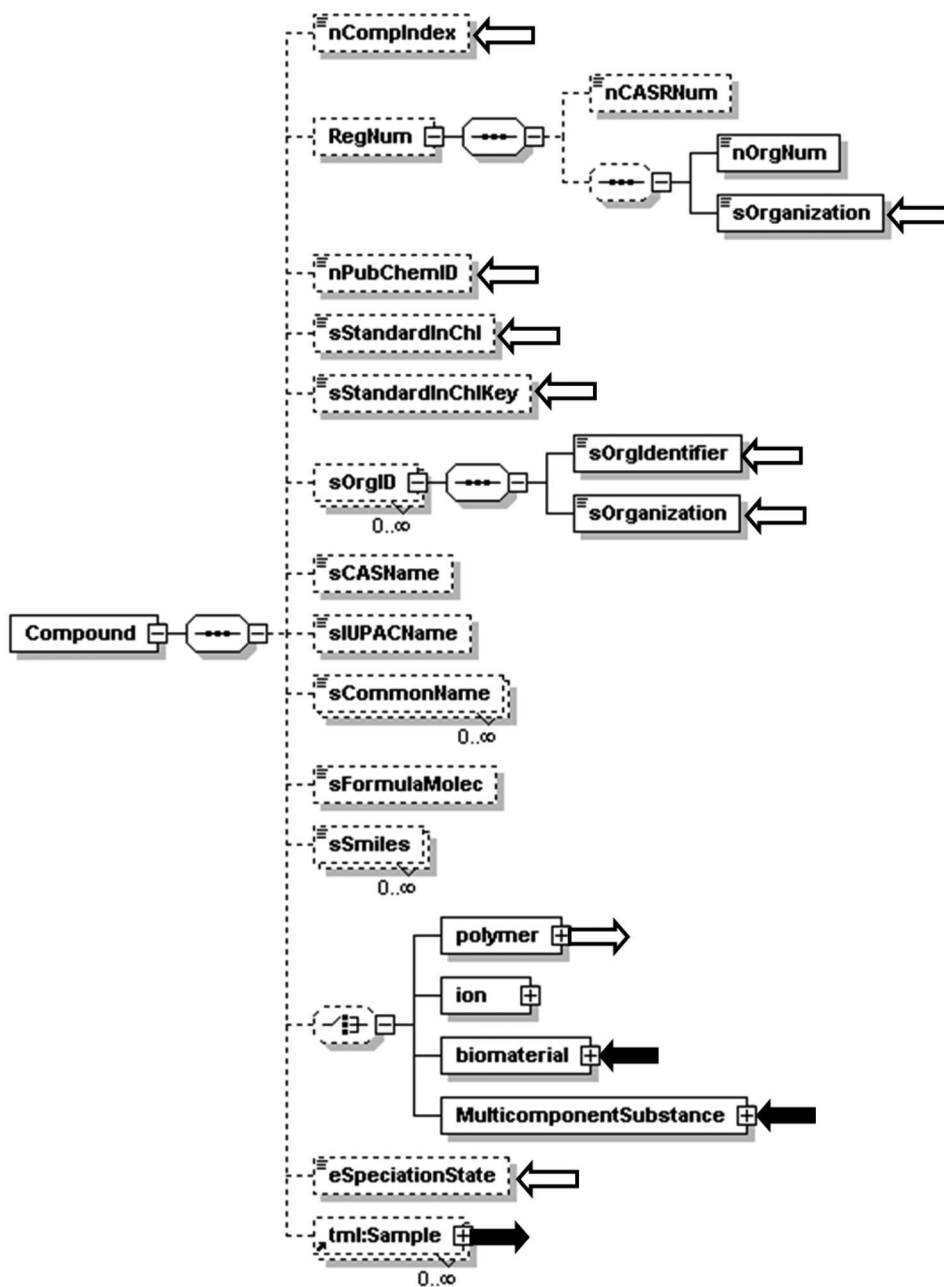 nCompIndex
nCASRNum
RegNum
nOrgNum
sOrganization
nPubChemID
sStandardInChI
sStandardInChIKey
sOrgIdentifier
sOrgID
0..∞
sOrganization
sCASName
Compound
sIUPACName
sCommonName
0..∞
sFormulaMolec
sSmiles
0..∞
polymer
ion
biomaterial
MulticomponentSubstance
eSpeciationState
tml:Sample
0..∞